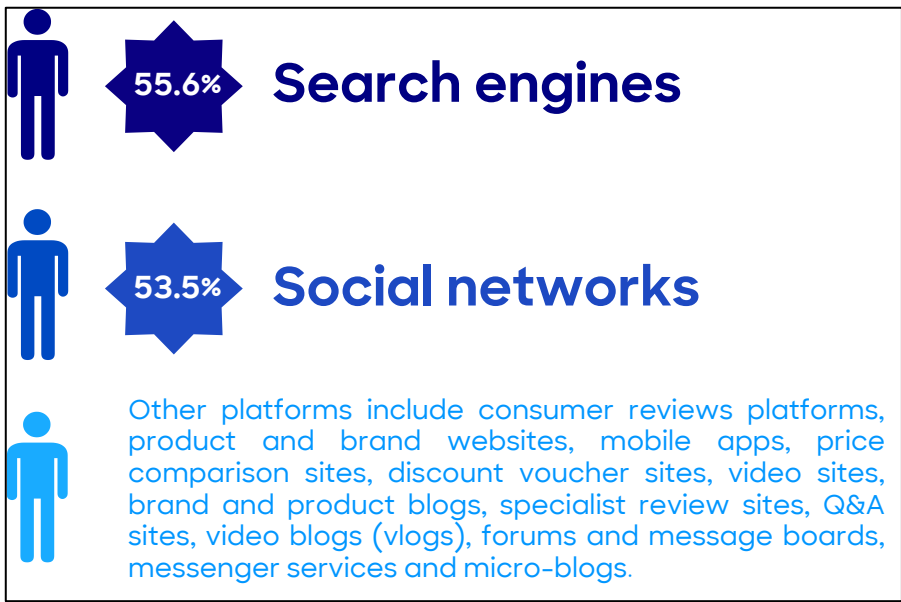 55.6% Search engines
53.5% Social networks
Other platforms include consumer reviews platforms,
product and brand websites, mobile apps, price
comparison sites, discount voucher sites, video sites,
brand and product blogs, specialist review sites, Q&A
sites, video blogs (vlogs), forums and message boards,
messenger services and micro-blogs.